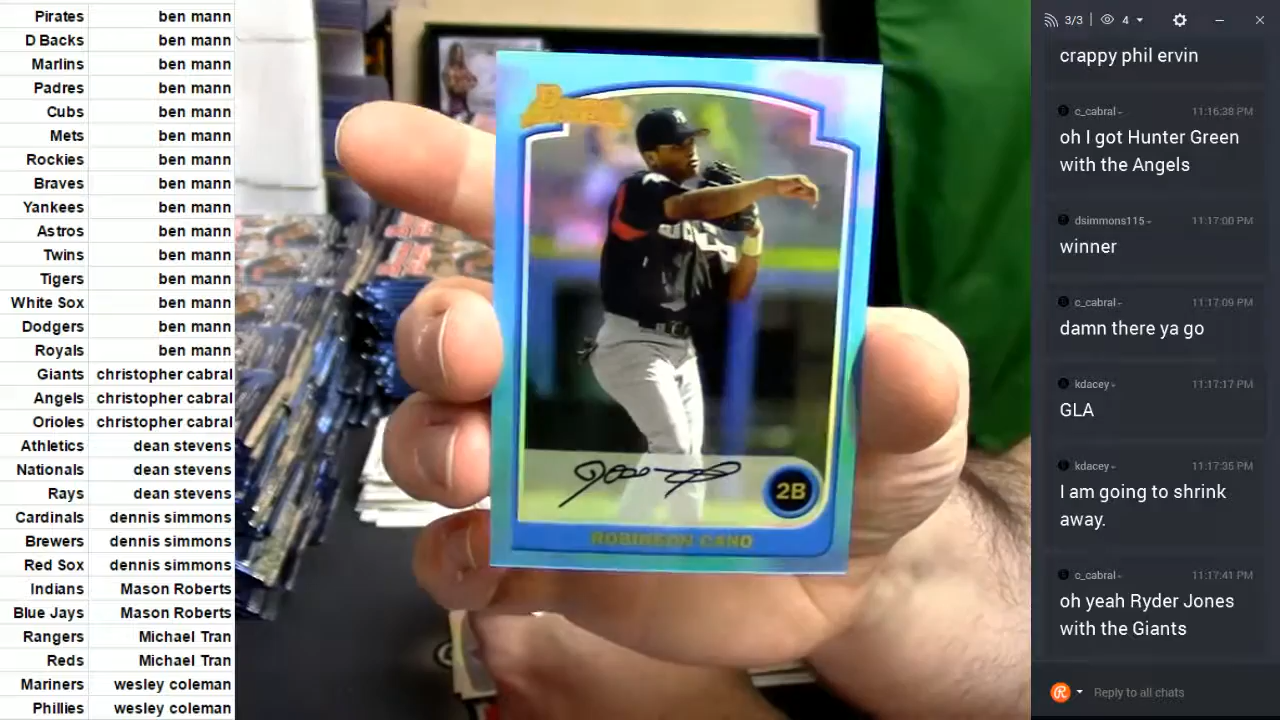 Pirates ben mann
D Backs ben mann
Marlins ben mann
Padres ben mann
Cubs ben mann
Mets ben mann
Rockies ben mann
Braves ben mann
Yankees ben mann
Astros ben mann
Twins ben mann
Tigers ben mann
White Sox ben mann
Dodgers ben mann
Royals ben mann
Giants christopher cabral
Angels christopher cabral
Orioles christopher cabral
Athletics dean stevens
Nationals dean stevens
Rays dean stevens
Cardinals dennis simmons
Brewers dennis simmons
Red Sox dennis simmons
Indians Mason Roberts
Blue Jays Mason Roberts
Rangers Michael Tran
Reds Michael Tran
Mariners wesley coleman
Phillies wesley coleman
2B
ROBINSON CANO
3/3 4
crappy phil ervin
c_cabral 11:16:38 PM
oh I got Hunter Green
with the Angels
dsimmons115 11:17:00 PM
winner
c_cabral 11:17:09 PM
damn there ya go
kdacey 11:17:17 PM
GLA
kdacey 11:17:35 PM
I am going to shrink
away.
c_cabral 11:17:41 PM
oh yeah Ryder Jones
with the Giants
Reply to all chats